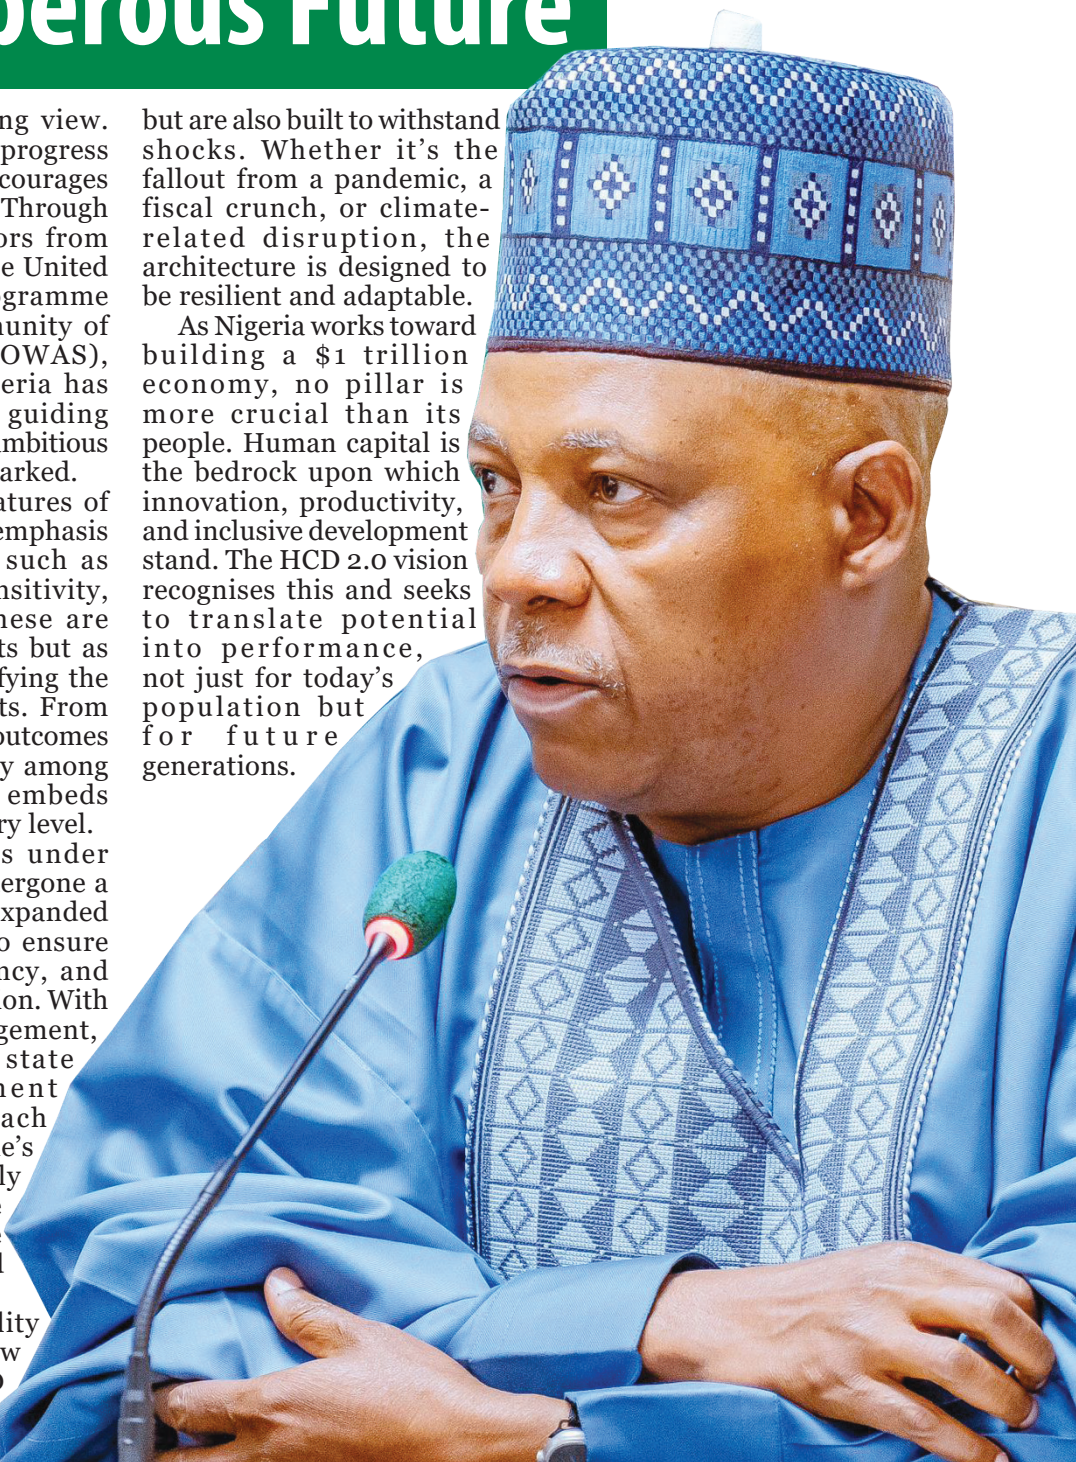 perous Future
ng view.
progress
courages
Through
ors from
e United
ogramme
unity of
OWAS),
eria has
guiding
mbitious
arked.
atures of
emphasis
such as
nsitivity,
hese are
ts but as
fying the
ts. From
outcomes
y among
embeds
ry level.
s under
ergone a
xpanded
o ensure
ncy, and
ion. With
gement,
state
ment
ach
e's
ly
lity
w
but are also built to withstand
shocks. Whether it's the
fallout from a pandemic, a
fiscal crunch, or climate-
related disruption, the
architecture is designed to
be resilient and adaptable.
As Nigeria works toward
building a $1 trillion
economy, no pillar is
more crucial than its
people. Human capital is
the bedrock upon which
innovation, productivity,
and inclusive development
stand. The HCD 2.0 vision
recognises this and seeks
to translate potential
into performance,
not just for today's
population but
for future
generations.